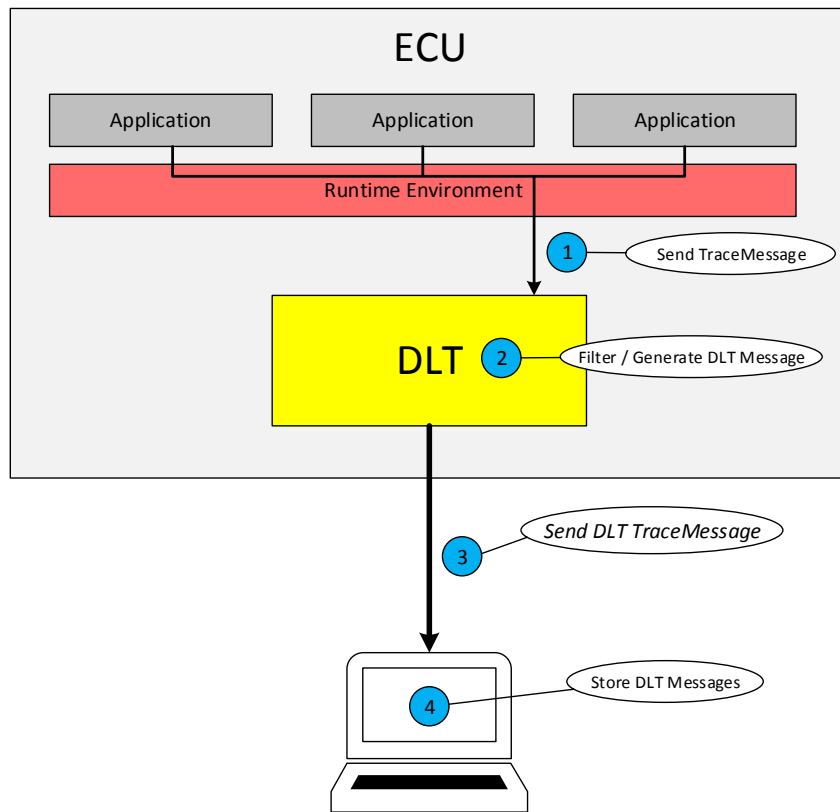 ECU
Application
Application
Application
Runtime Environment
1
Send TraceMessage
DLT
2
Filter / Generate DLT Message
3
Send DLT TraceMessage
4
Store DLT Messages